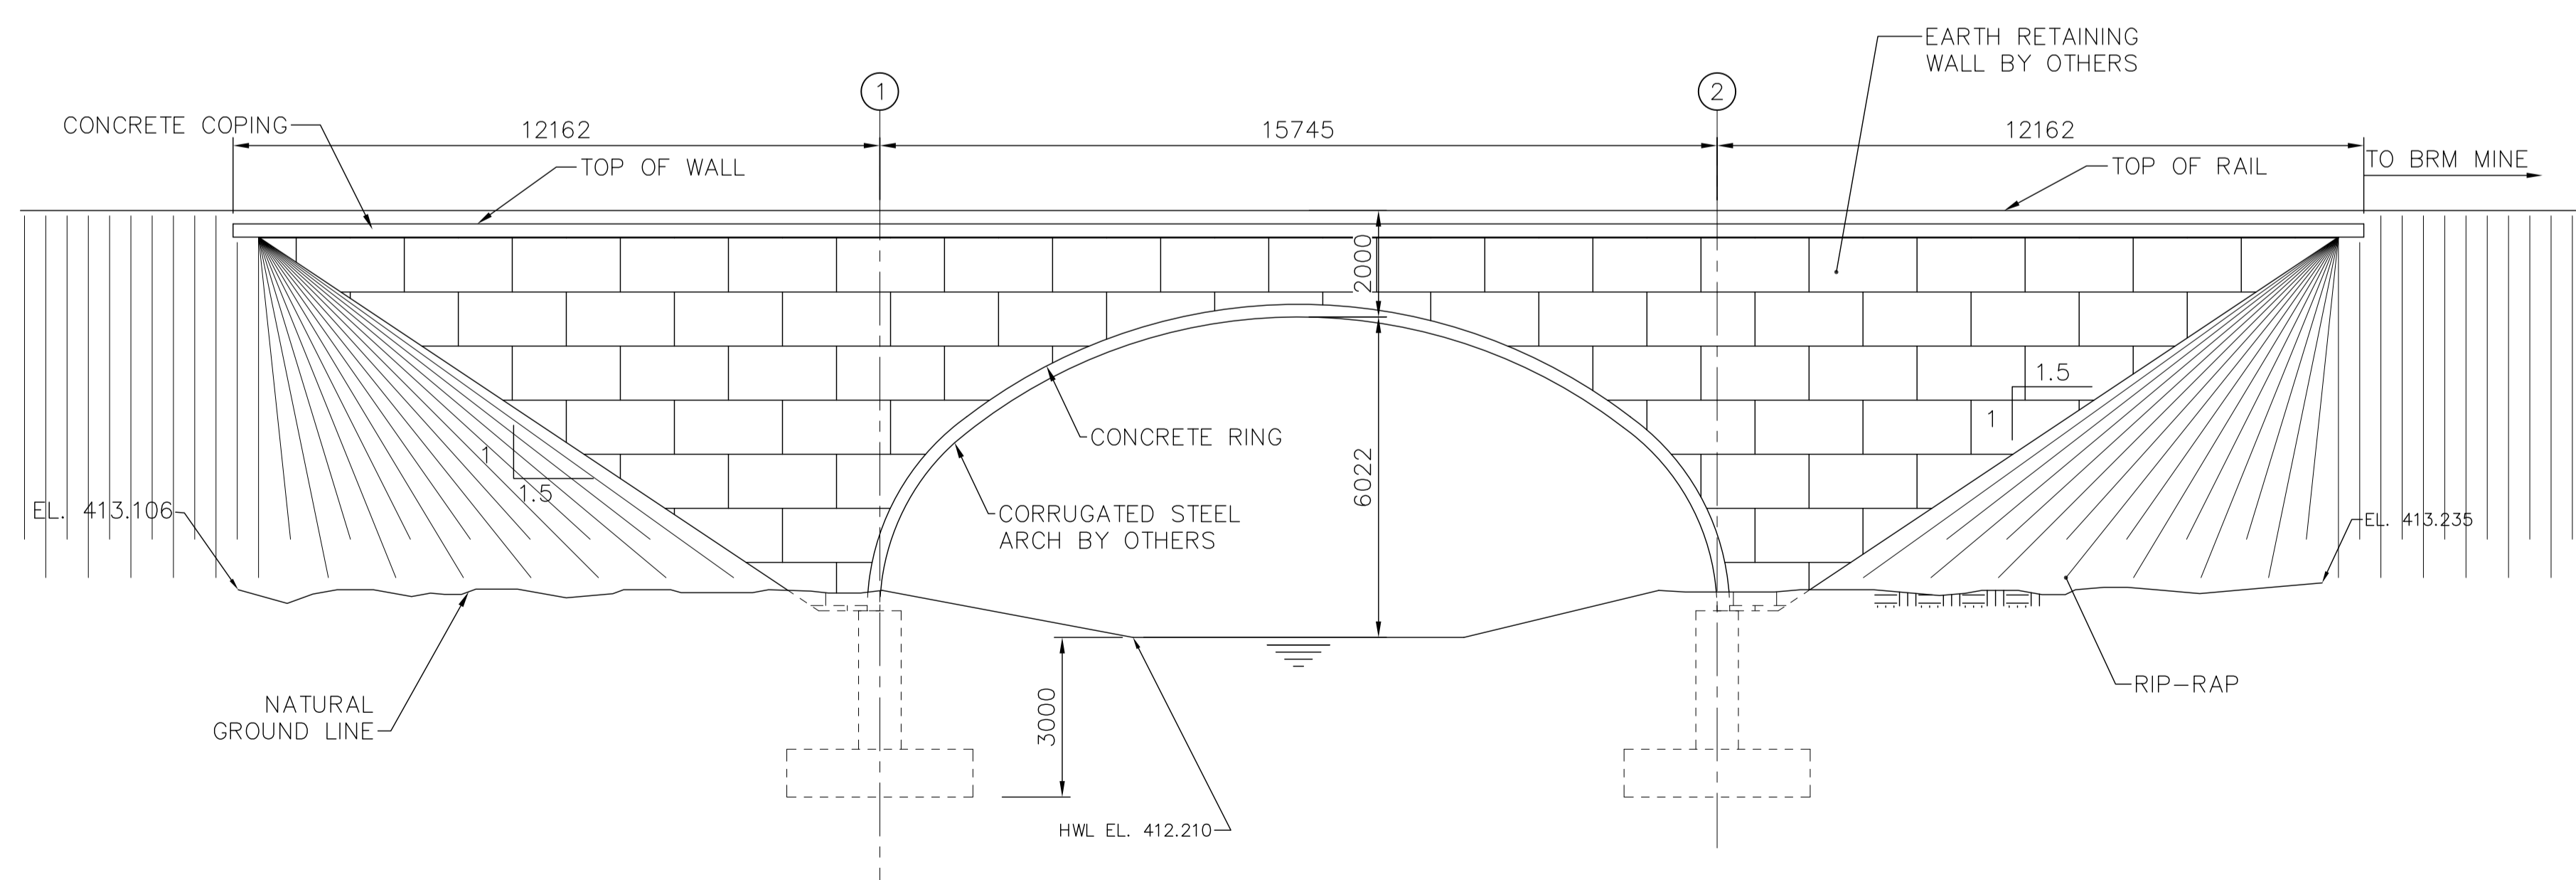 EARTH RETAINING
WALL BY OTHERS
1
2
CONCRETE COPING
12162
15745
12162
TOP OF WALL
TOP OF RAIL
TO BRM MINE
2000
1.5
1
CONCRETE RING
1
1.5
6022
EL. 413.106
CORRUGATED STEEL
ARCH BY OTHERS
EL. 413.235
NATURAL
GROUND LINE
3000
RIP-RAP
HWL EL. 412.210